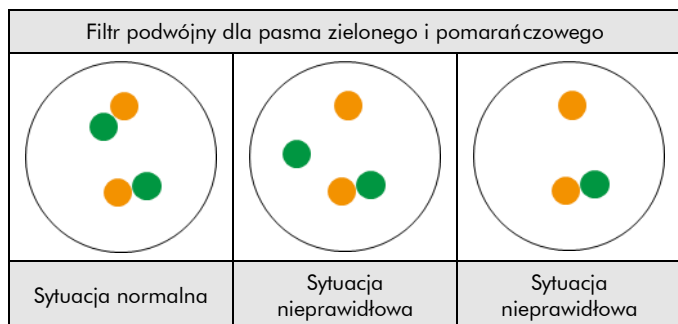 Filtr podwójny dla pasma zielonego i pomarańczowego
Sytuacja normalna
Sytuacja
nieprawidłowa
Sytuacja
nieprawidłowa